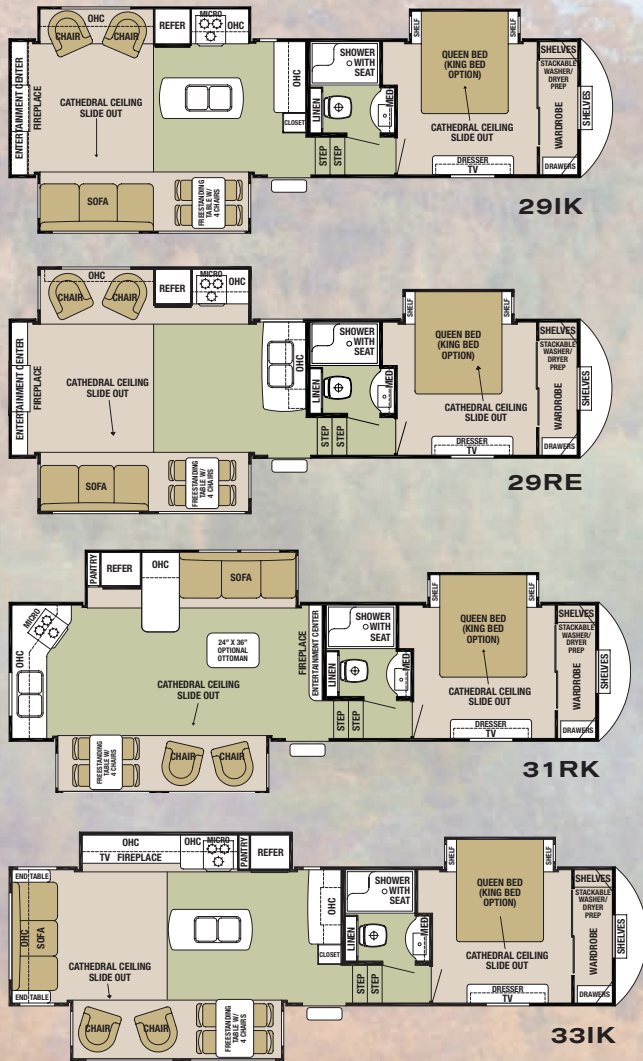 OHC
CHAIR
CHAIR
REFER
MICRO
OHC
ENTERTAINMENT CENTER
FIREPLACE
CATHEDRAL CEILING
SLIDE OUT
OHC
CLOSET
SHOWER
WITH
SEAT
LINEN
MED
STEP
STEP
SHELF
SHELF
QUEEN BED
(KING BED
OPTION)
CATHEDRAL CEILING
SLIDE OUT
DRESSER
TV
SHELVES
STACKABLE
WASHER/
DRYER
PREP
WARDROBE
DRAWERS
SHELVES
SOFA
FREESTANDING
TABLE W/
4 CHAIRS
29IK
OHC
CHAIR
CHAIR
REFER
MICRO
OHC
ENTERTAINMENT CENTER
FIREPLACE
CATHEDRAL CEILING
SLIDE OUT
OHC
SHOWER
WITH
SEAT
LINEN
MED
STEP
STEP
SHELF
SHELF
QUEEN BED
(KING BED
OPTION)
CATHEDRAL CEILING
SLIDE OUT
DRESSER
TV
SHELVES
STACKABLE
WASHER/
DRYER
PREP
WARDROBE
DRAWERS
SHELVES
SOFA
FREESTANDING
TABLE W/
4 CHAIRS
29RE
PANTRY
REFER
OHC
SOFA
MICRO
OHC
24" X 36"
OPTIONAL
OTTOMAN
FIREPLACE
ENTERTAINMENT CENTER
CATHEDRAL CEILING
SLIDE OUT
SHOWER
WITH
SEAT
LINEN
MED
STEP
STEP
SHELF
SHELF
QUEEN BED
(KING BED
OPTION)
CATHEDRAL CEILING
SLIDE OUT
DRESSER
TV
SHELVES
STACKABLE
WASHER/
DRYER
PREP
WARDROBE
DRAWERS
SHELVES
FREESTANDING
TABLE W/
4 CHAIRS
CHAIR
CHAIR
31RK
OHC
TV FIREPLACE
OHC
MICRO
PANTRY
REFER
END TABLE
OHC
SOFA
END TABLE
CATHEDRAL CEILING
SLIDE OUT
OHC
CLOSET
SHOWER
WITH
SEAT
LINEN
MED
STEP
STEP
SHELF
SHELF
QUEEN BED
(KING BED
OPTION)
CATHEDRAL CEILING
SLIDE OUT
DRESSER
TV
SHELVES
STACKABLE
WASHER/
DRYER
PREP
WARDROBE
DRAWERS
SHELVES
CHAIR
CHAIR
FREESTANDING
TABLE W/
4 CHAIRS
33IK